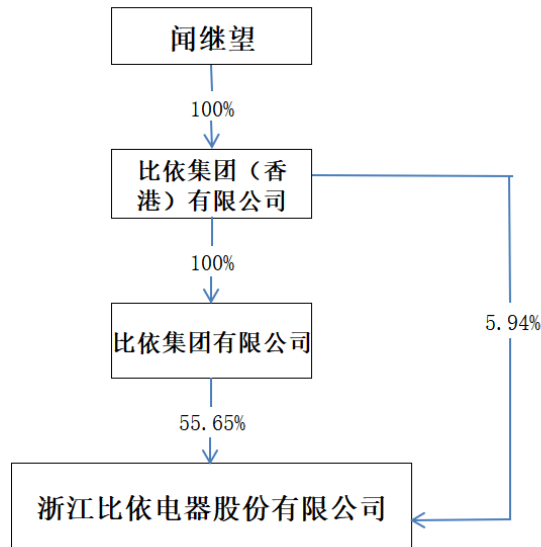 闻继望
100%
比依集团（香
港）有限公司
100%
比依集团有限公司
5.94%
55.65%
浙江比依电器股份有限公司